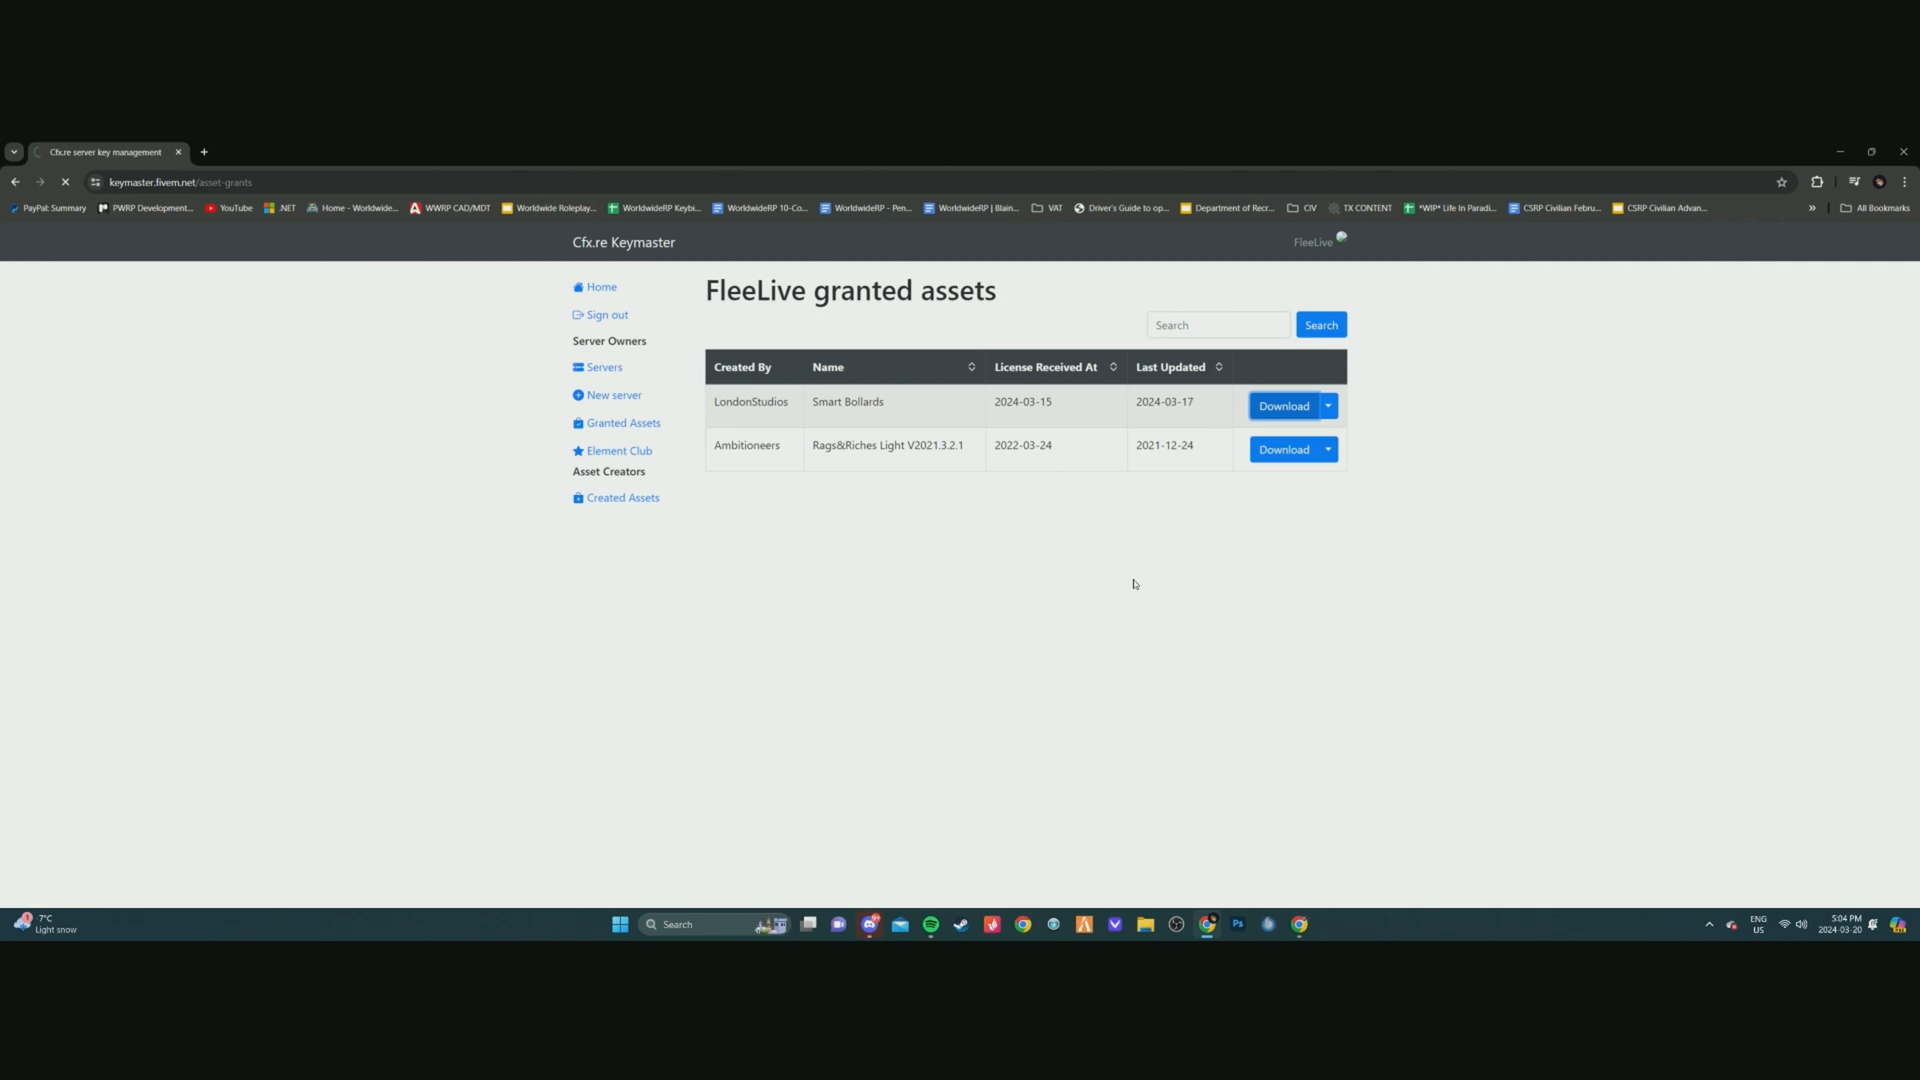 Cfx.re server key management
keymaster.fivem.net/asset-grants
PayPal: Summary PWRP Development... YouTube .NET Home - Worldwide... WWRP CAD/MDT Worldwide Roleplay... WorldwideRP Keybi... WorldwideRP 10-Co... WorldwideRP - Pen... WorldwideRP | Blain... VAT Driver's Guide to op... Department of Recr... CIV TX CONTENT *WIP* Life In Paradi... CSRP Civilian Febru... CSRP Civilian Advan... » All Bookmarks
Cfx.re Keymaster FleeLive
Home
Sign out
Server Owners
Servers
New server
Granted Assets
Element Club
Asset Creators
Created Assets
FleeLive granted assets
Search Search
Created By Name License Received At Last Updated
LondonStudios Smart Bollards 2024-03-15 2024-03-17 Download
Ambitioneers Rags&Riches Light V2021.3.2.1 2022-03-24 2021-12-24 Download
1 7°C
Light snow
Search
Ps
ENG
US
5:04 PM
2024-03-20